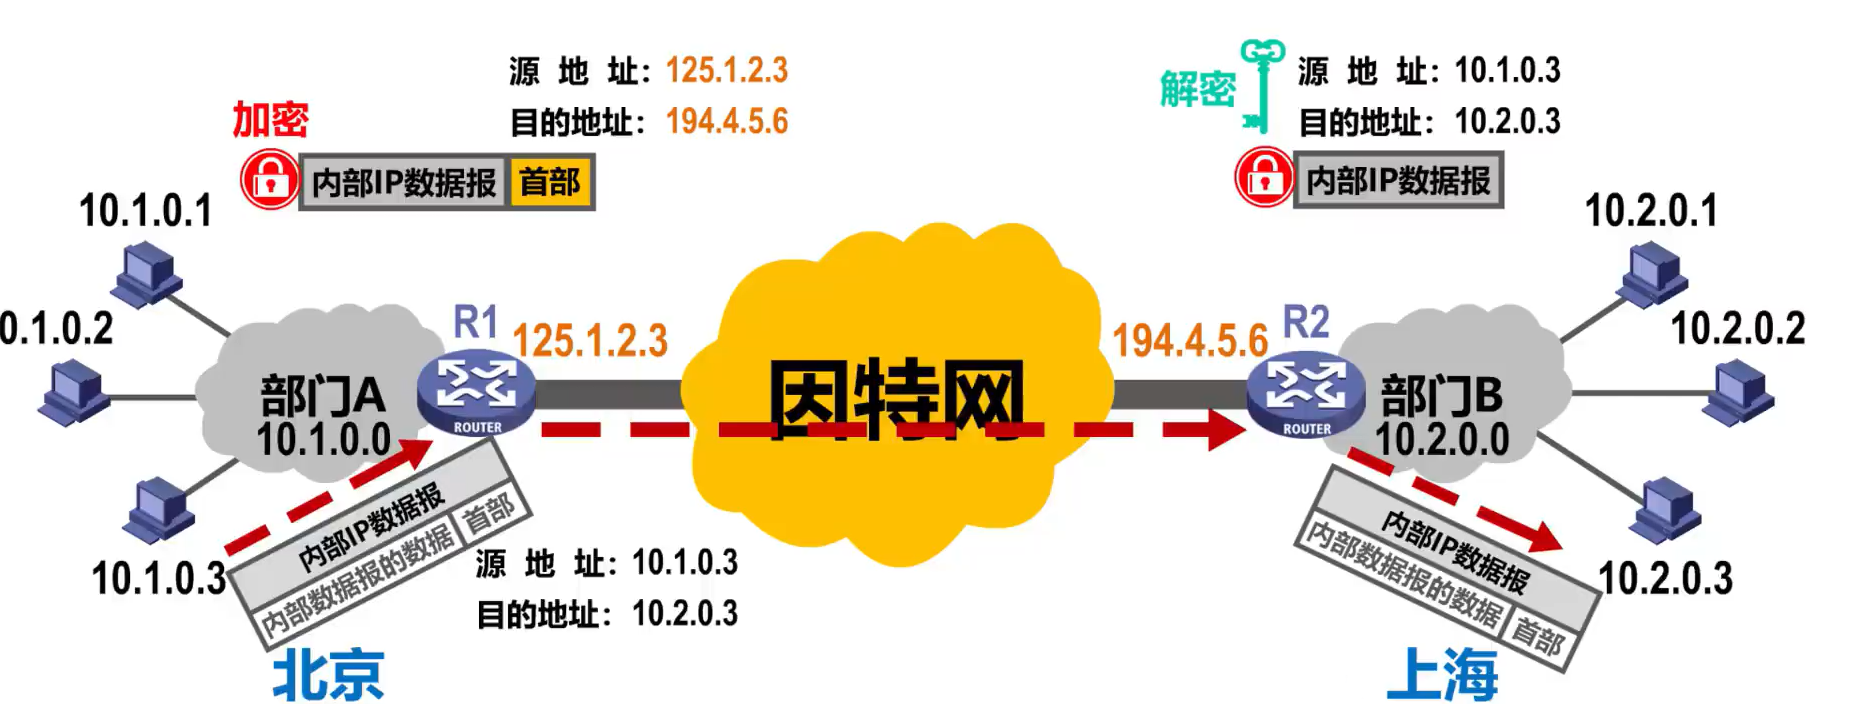 源 地 址：125.1.2.3
目的地址：194.4.5.6
加密
内部IP数据报 首部
解密
源 地 址：10.1.0.3
目的地址：10.2.0.3
内部IP数据报
10.1.0.1
0.1.0.2
10.1.0.3
部门A
10.1.0.0
R1
125.1.2.3
ROUTER
因特网
194.4.5.6
R2
ROUTER
部门B
10.2.0.0
10.2.0.1
10.2.0.2
10.2.0.3
内部IP数据报
内部数据报的数据 首部
源 地 址：10.1.0.3
目的地址：10.2.0.3
北京
内部IP数据报
内部数据报的数据 首部
上海